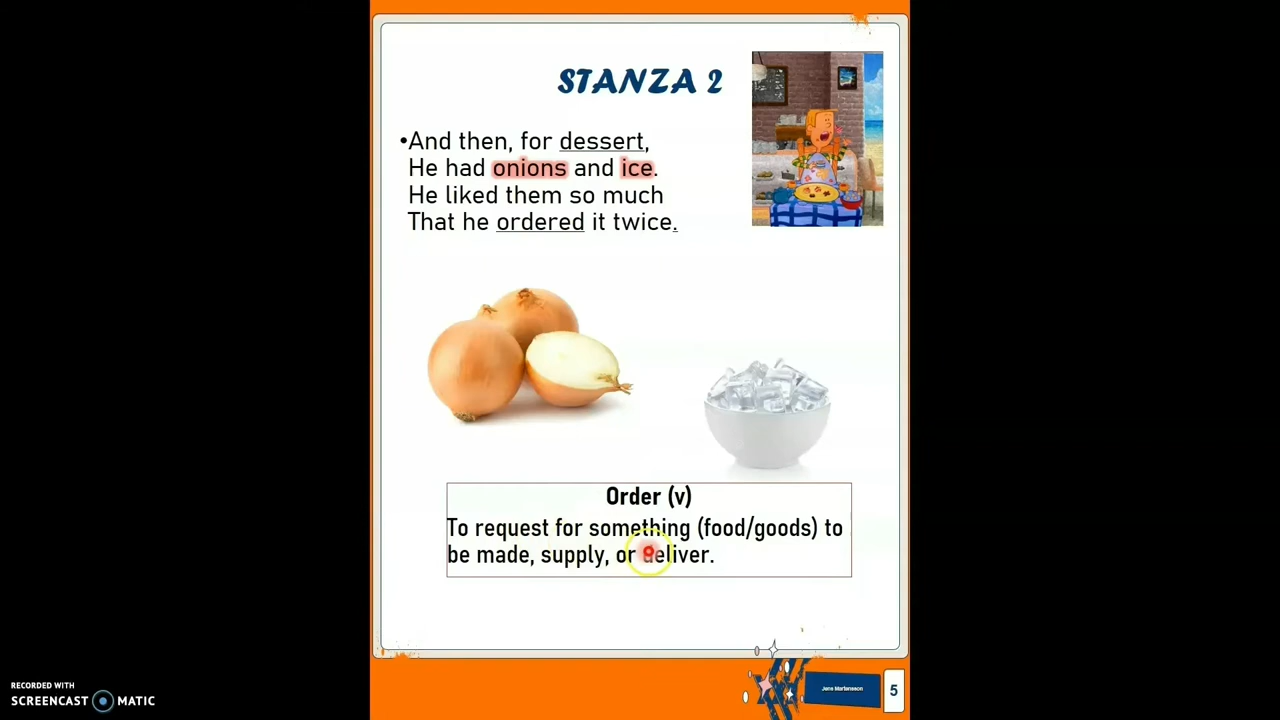 STANZA 2
•And then, for dessert,
He had onions and ice.
He liked them so much
That he ordered it twice.
Order (v)
To request for something (food/goods) to
be made, supply, or deliver.
Jens Martensson
5
RECORDED WITH
SCREENCAST MATIC